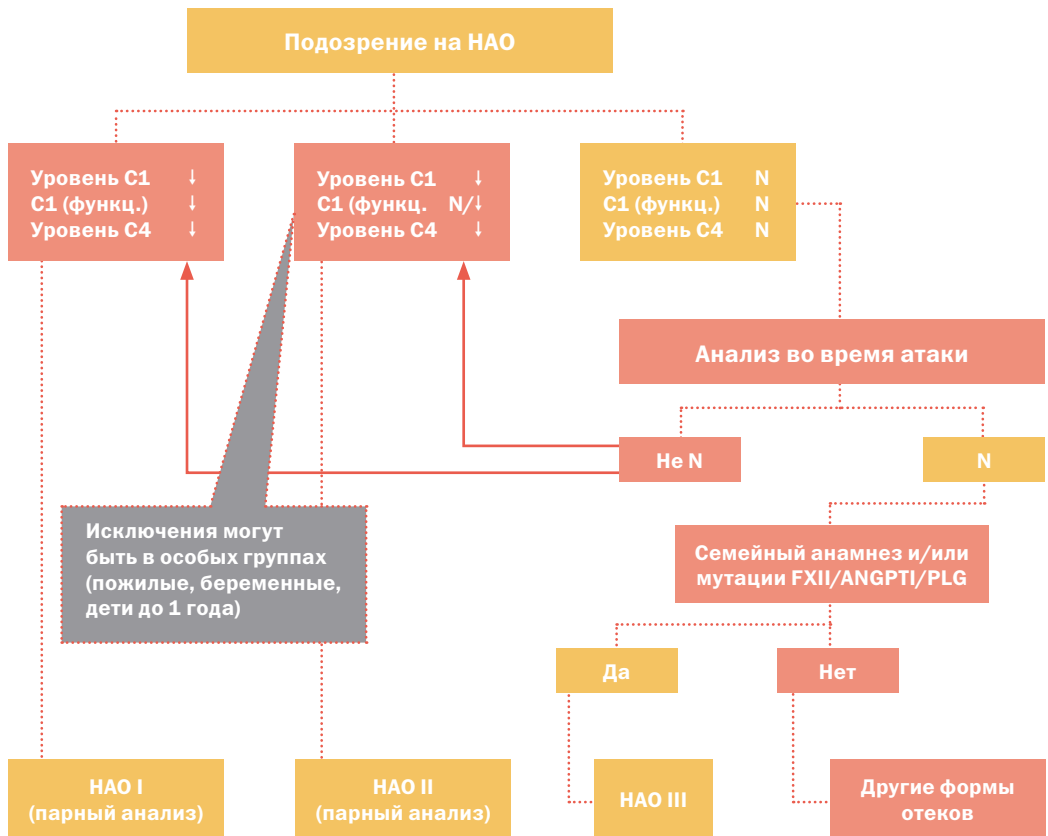 Подозрение на НАО
Уровень С1 ↓
С1 (функц.) ↓
Уровень С4 ↓
Уровень С1 ↓
С1 (функц. N/↓
Уровень С4 ↓
Уровень С1 N
С1 (функц.) N
Уровень С4 N
Анализ во время атаки
Не N
N
Исключения могут
быть в особых группах
(пожилые, беременные,
дети до 1 года)
Семейный анамнез и/или
мутации FXII/ANGPTI/PLG
Да
Нет
НАО I
(парный анализ)
НАО II
(парный анализ)
НАО III
Другие формы
отеков